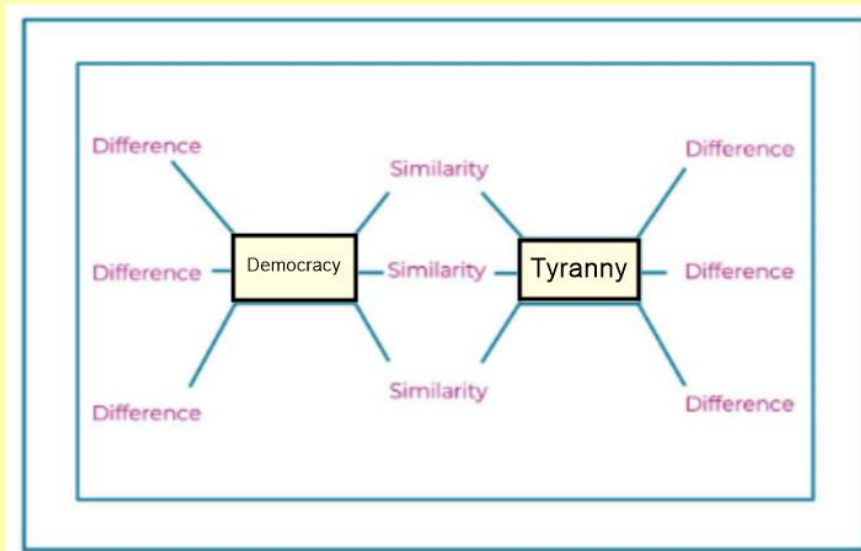 Difference
Similarity
Difference
Difference
Democracy
Similarity
Tyranny
Difference
Difference
Similarity
Difference